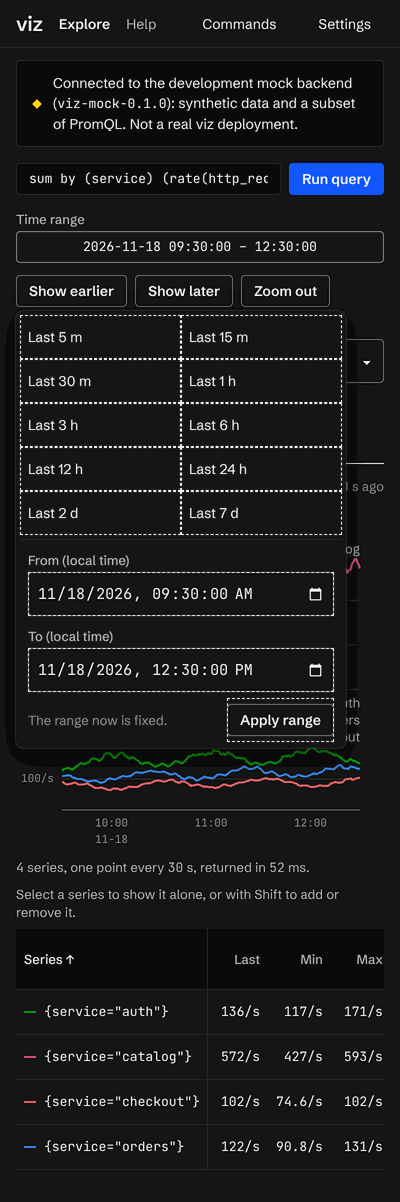 viz Explore Help Commands Settings
Connected to the development mock backend
(viz-mock-0.1.0): synthetic data and a subset
of PromQL. Not a real viz deployment.
sum by (service) (rate(http_rec Run query
Time range
2026-11-18 09:30:00 – 12:30:00
Show earlier Show later Zoom out
Last 5 m Last 15 m
Last 30 m Last 1 h
Last 3 h Last 6 h
Last 12 h Last 24 h
s ago
Last 2 d Last 7 d
From (local time)
11/18/2026, 09:30:00 AM
To (local time)
11/18/2026, 12:30:00 PM
The range now is fixed. Apply range
100/s
10:00 11:00 12:00
11-18
4 series, one point every 30 s, returned in 52 ms.
Select a series to show it alone, or with Shift to add or
remove it.
Series ↑ Last Min Max
{service="auth"} 136/s 117/s 171/s
{service="catalog"} 572/s 427/s 593/s
{service="checkout"} 102/s 74.6/s 102/s
{service="orders"} 122/s 90.8/s 131/s